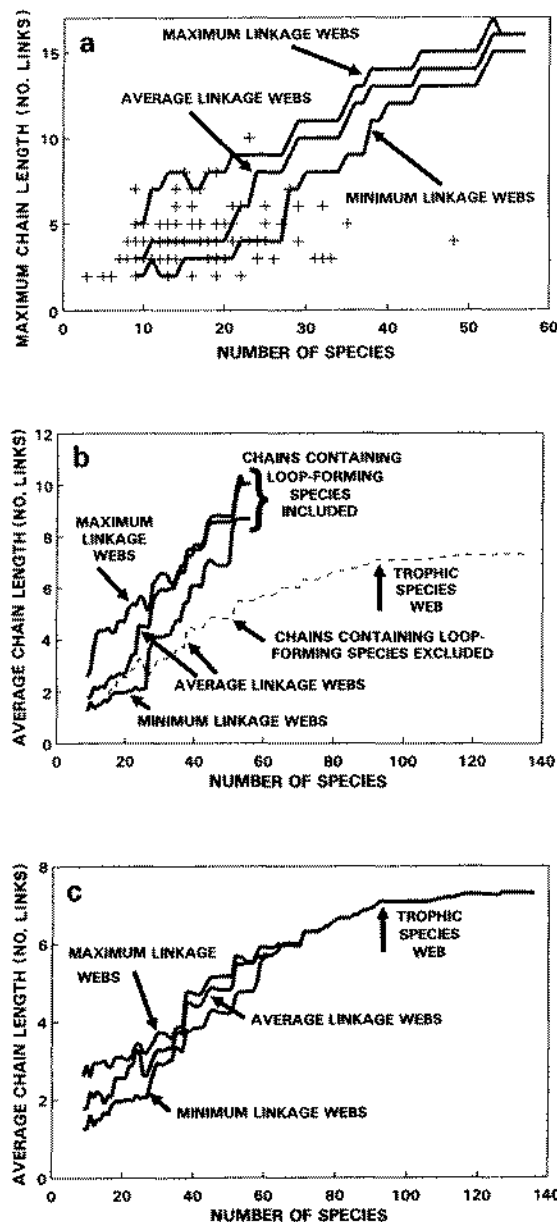 a
MAXIMUM CHAIN LENGTH (NO. LINKS)
15
10
5
0
MAXIMUM LINKAGE WEBS
AVERAGE LINKAGE WEBS
MINIMUM LINKAGE WEBS
0 10 20 30 40 50 60
NUMBER OF SPECIES
b
AVERAGE CHAIN LENGTH (NO. LINKS)
12
10
8
6
4
2
0
CHAINS CONTAINING
LOOP-FORMING
SPECIES
INCLUDED
MAXIMUM
LINKAGE
WEBS
TROPHIC
SPECIES
WEB
CHAINS CONTAINING LOOP-
FORMING SPECIES EXCLUDED
AVERAGE LINKAGE WEBS
MINIMUM LINKAGE WEBS
0 20 40 60 80 100 120 140
NUMBER OF SPECIES
c
AVERAGE CHAIN LENGTH (NO. LINKS)
8
6
4
2
0
MAXIMUM LINKAGE
WEBS
TROPHIC
SPECIES
WEB
AVERAGE LINKAGE WEBS
MINIMUM LINKAGE WEBS
0 20 40 60 80 100 120 140
NUMBER OF SPECIES